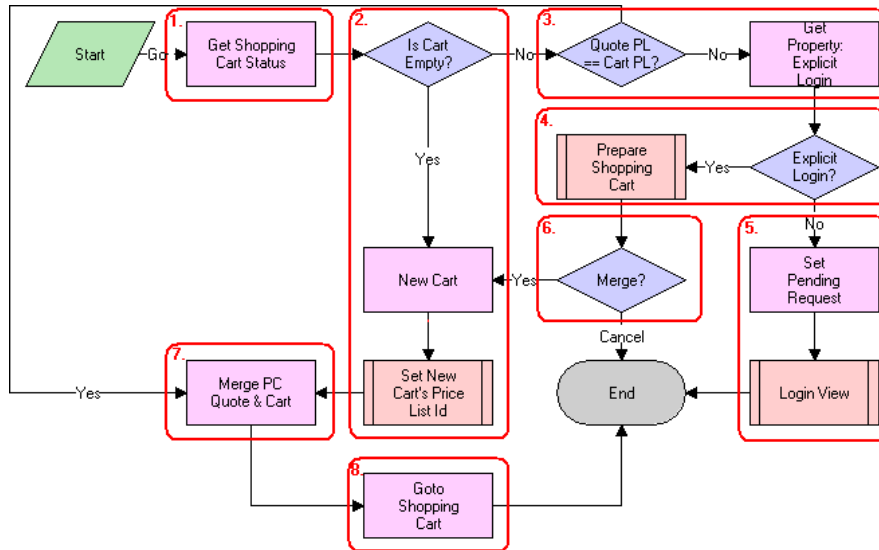 1.
2.
3.
Start
Go
Get Shopping
Cart Status
Is Cart
Empty?
No
Quote PL
== Cart PL?
No
Get
Property:
Explicit
Login
4.
Prepare
Shopping
Cart
Yes
Explicit
Login?
Yes
No
6.
5.
New Cart
Yes
Merge?
Set
Pending
Request
Cancel
7.
Yes
Merge PC
Quote & Cart
Set New
Cart's Price
List Id
End
Login View
8.
Goto
Shopping
Cart